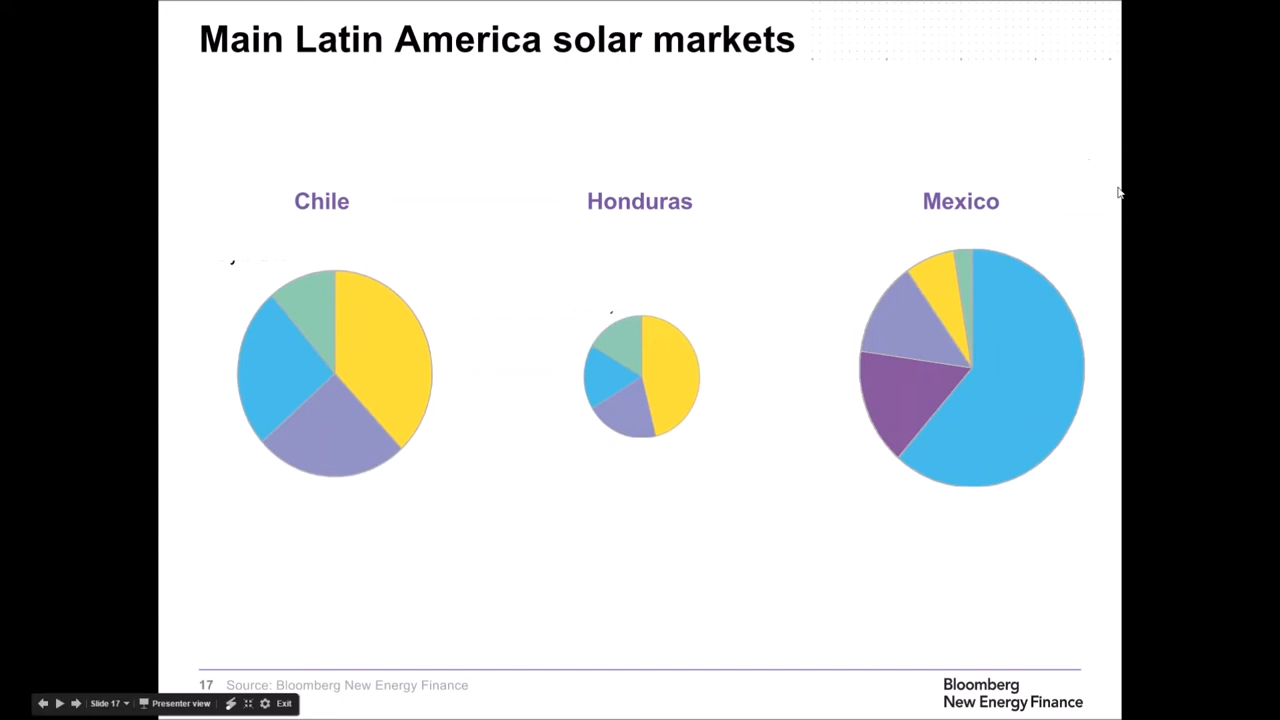 Main Latin America solar markets
Chile
Honduras
Mexico
17 Source: Bloomberg New Energy Finance
Bloomberg
New Energy Finance
Slide 17
Presenter view
Exit